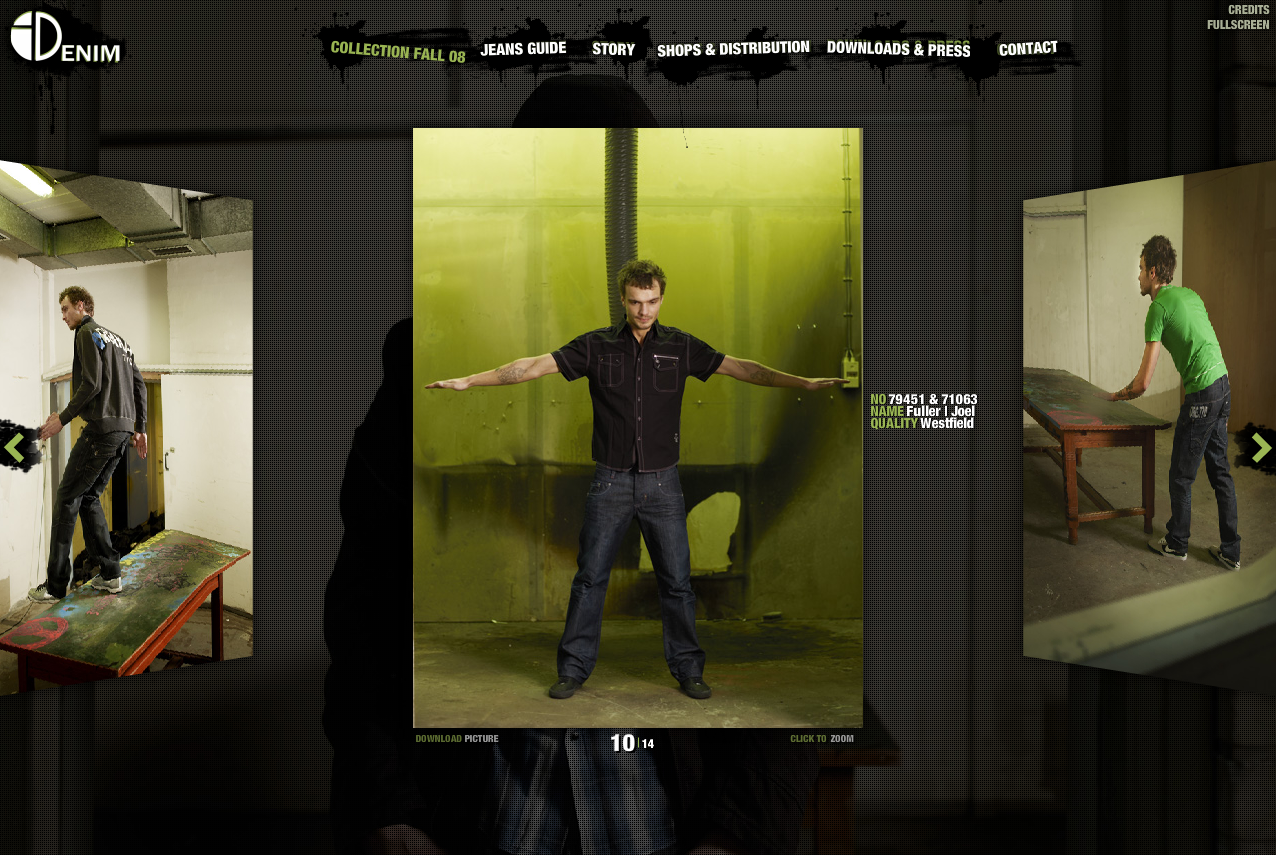 iDENIM
CREDITS
FULLSCREEN
COLLECTION FALL 08
JEANS GUIDE
STORY
SHOPS & DISTRIBUTION
DOWNLOADS & PRESS
CONTACT
NO 79451 & 71063
NAME Fuller | Joel
QUALITY Westfield
DOWNLOAD PICTURE
10 | 14
CLICK TO ZOOM